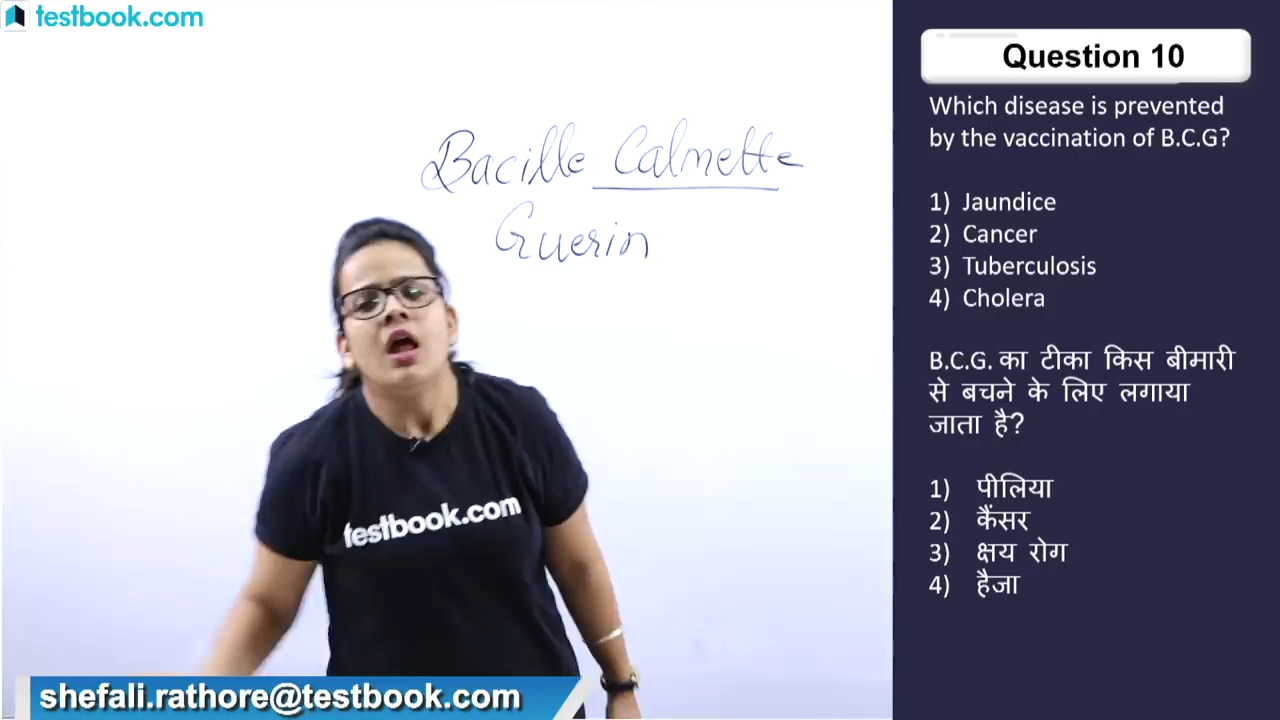 testbook.com
Bacille Calmette
Guerin
testbook.com
shefali.rathore@testbook.com
Question 10
Which disease is prevented
by the vaccination of B.C.G?
1) Jaundice
2) Cancer
3) Tuberculosis
4) Cholera
B.C.G. का टीका किस बीमारी
से बचने के लिए लगाया
जाता है?
1) पीलिया
2) कैंसर
3) क्षय रोग
4) हैजा